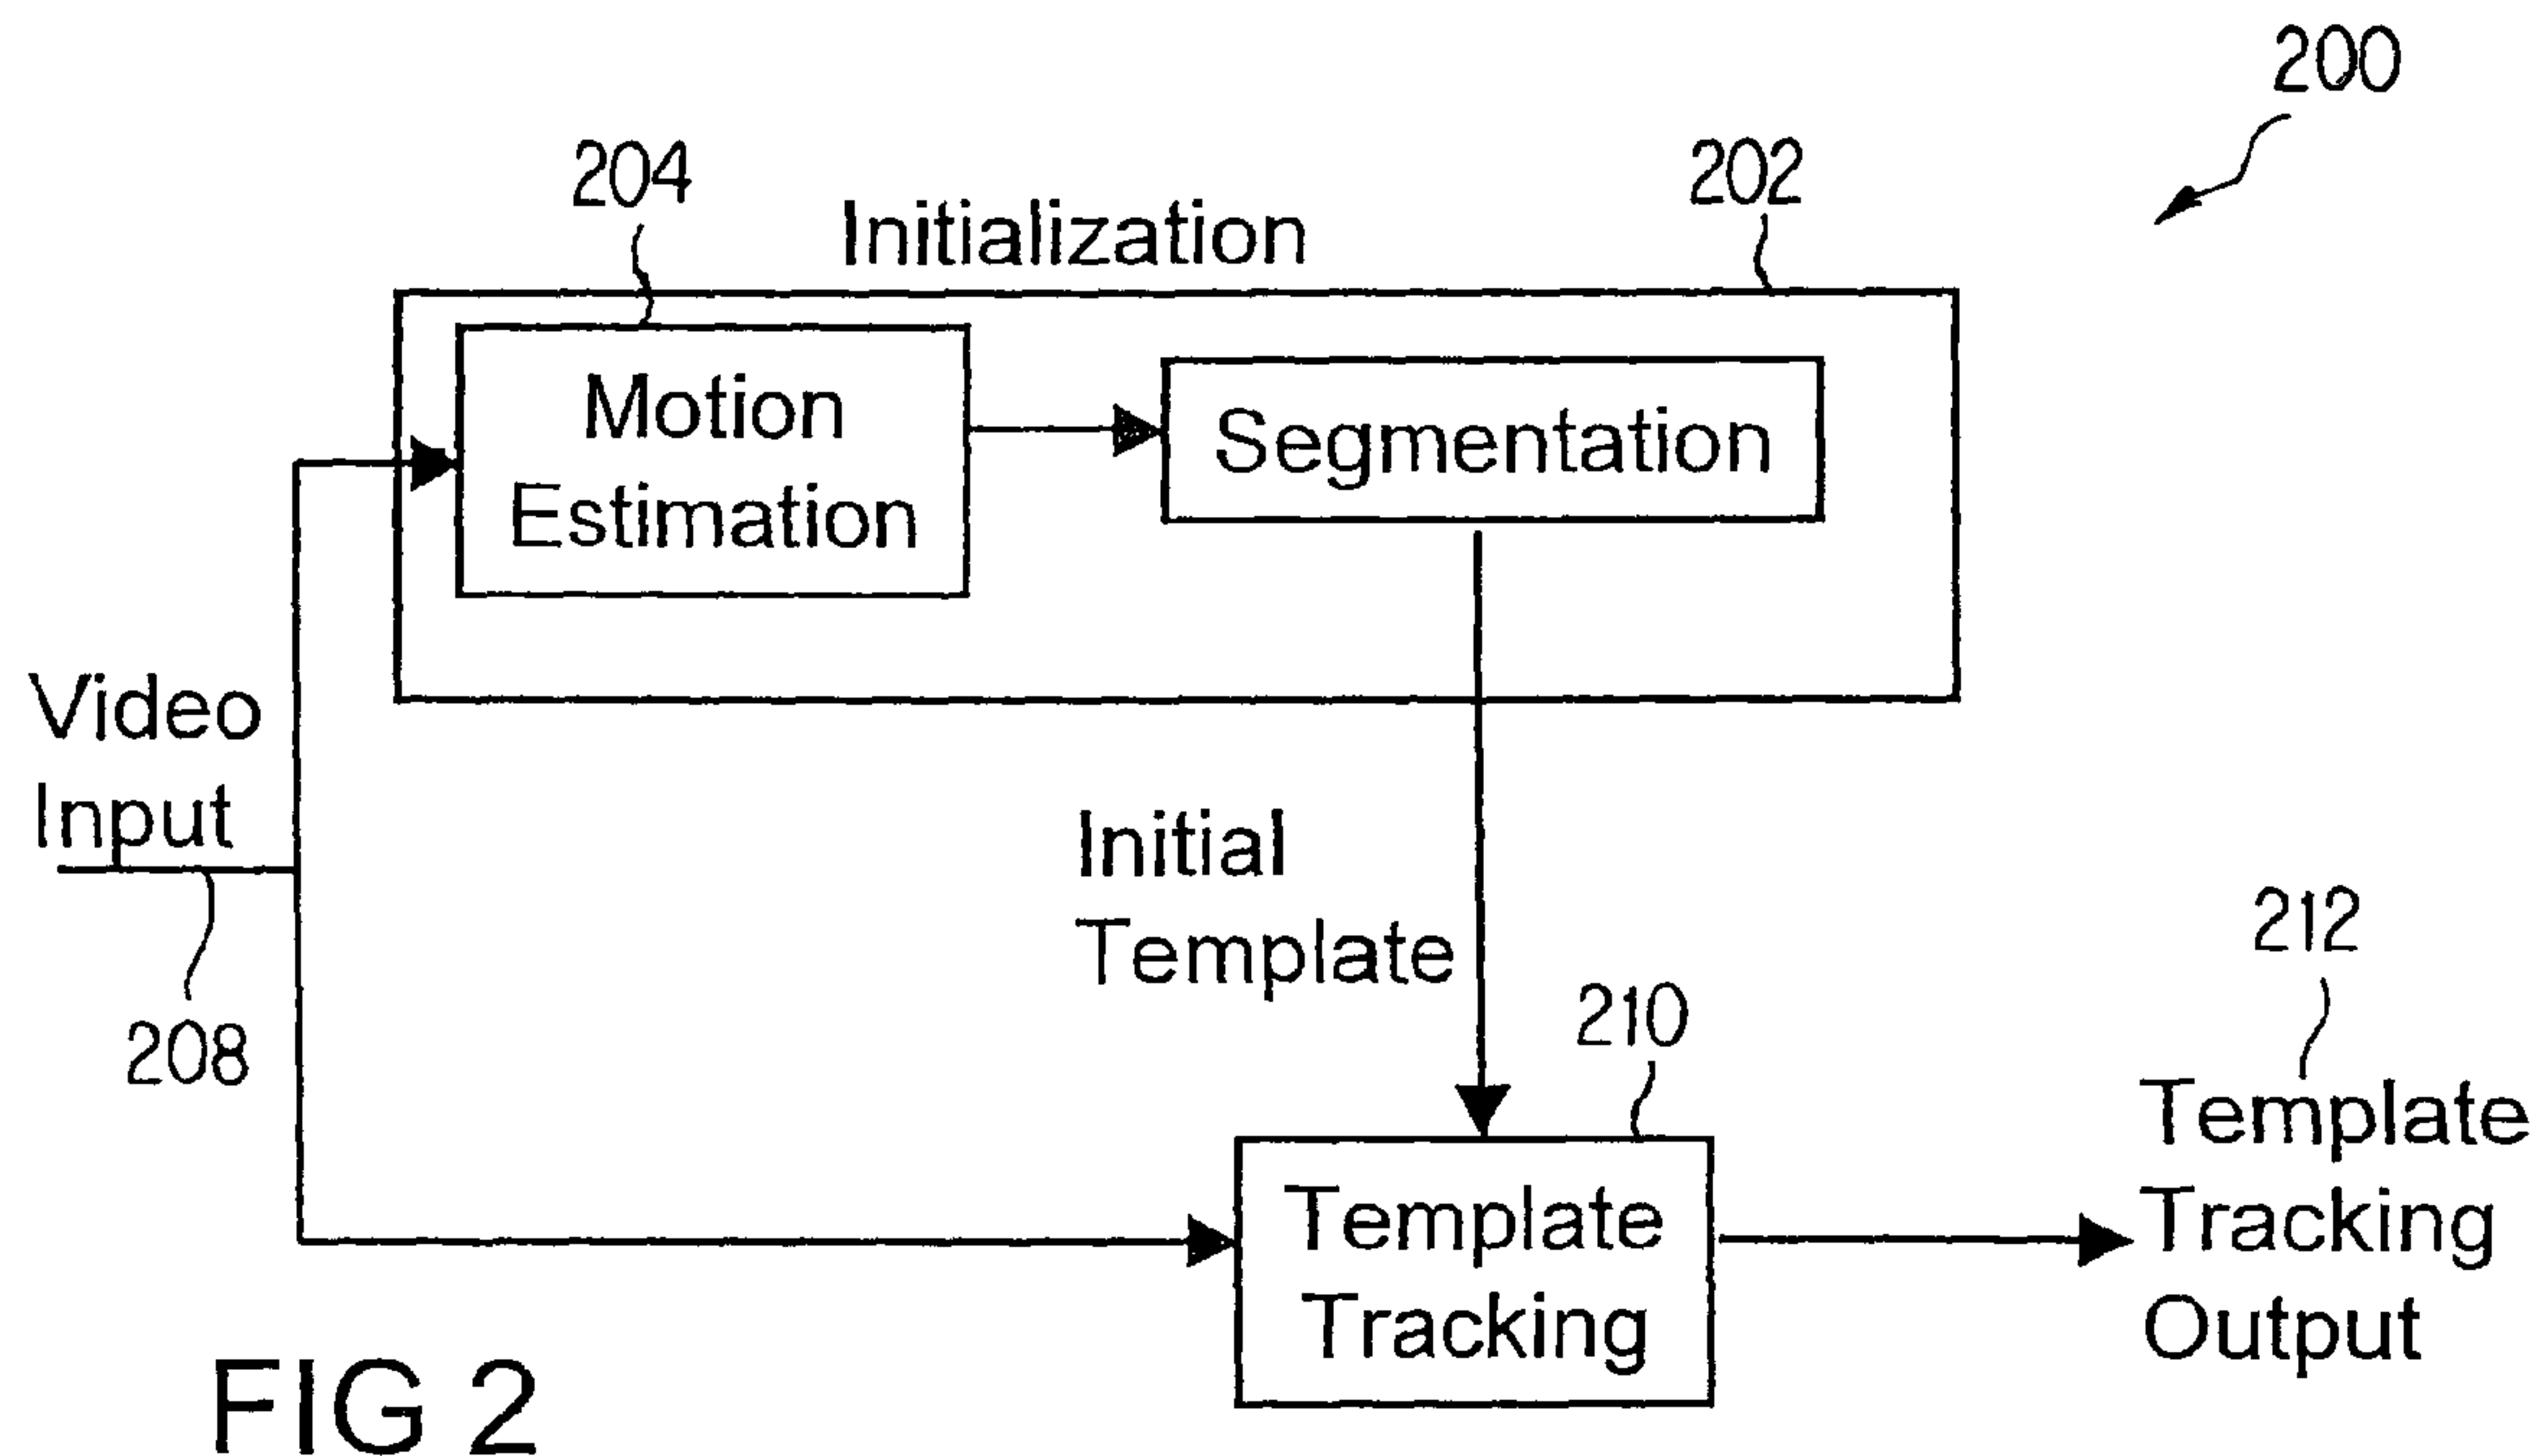 200
204
202
Initialization
Motion
Estimation
Segmentation
Video
Input
208
Initial
Template
210
212
Template
Tracking
Template
Tracking
Output
FIG 2